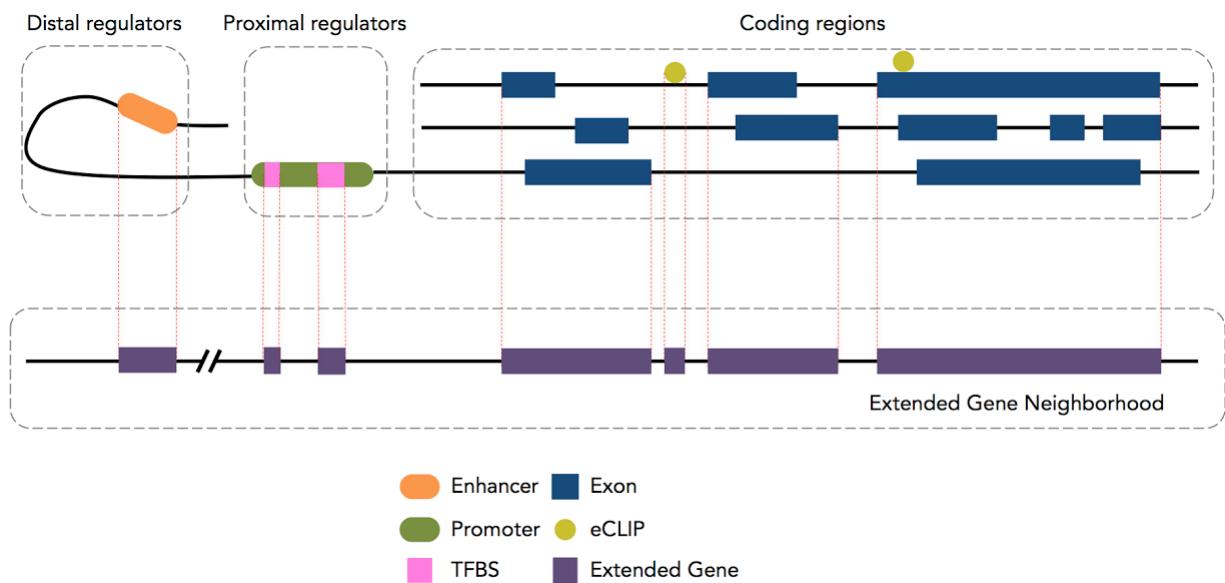 Distal regulators
Proximal regulators
Coding regions
Extended Gene Neighborhood
Enhancer
Exon
Promoter
eCLIP
TFBS
Extended Gene